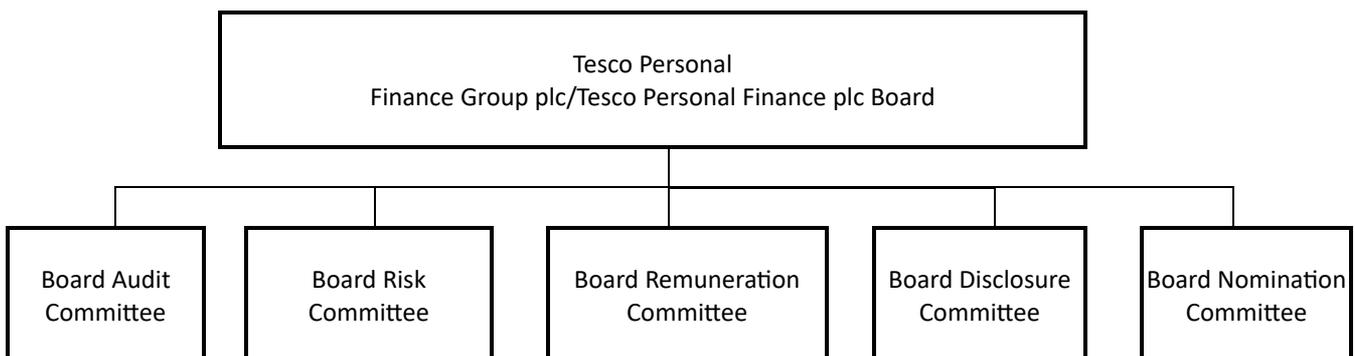 Tesco Personal
Finance Group plc/Tesco Personal Finance plc Board
Board Audit
Committee
Board Risk
Committee
Board Remuneration
Committee
Board Disclosure
Committee
Board Nomination
Committee